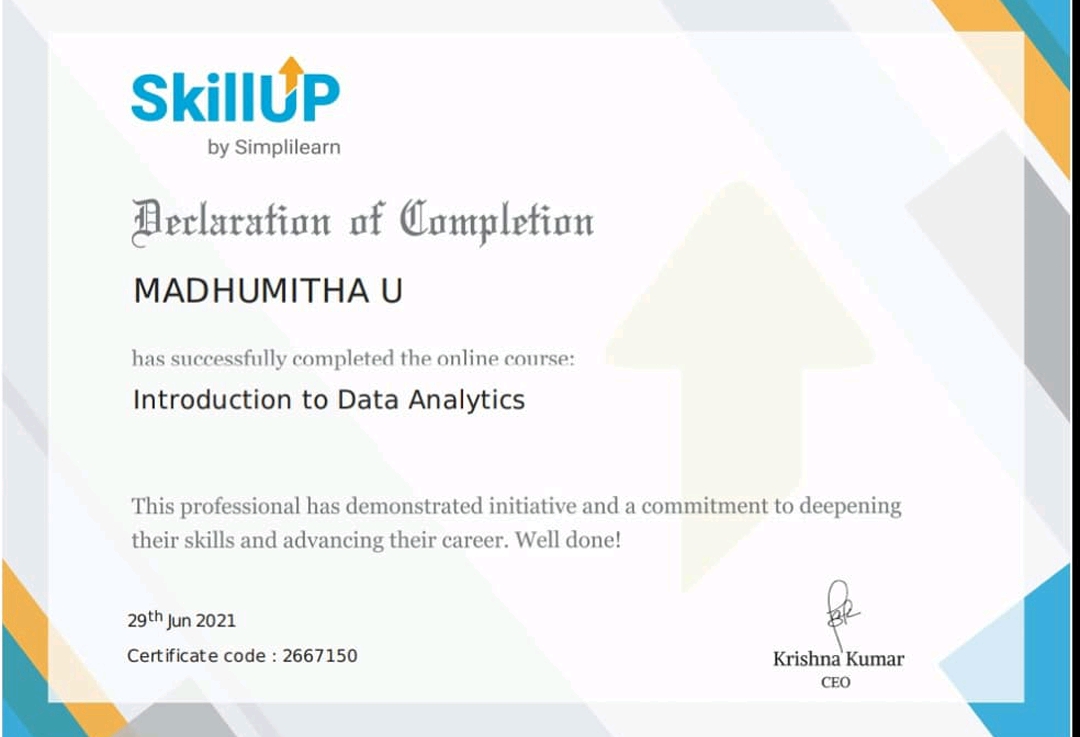 SkillUP
by Simplilearn
Declaration of Completion
MADHUMITHA U
has successfully completed the online course:
Introduction to Data Analytics
This professional has demonstrated initiative and a commitment to deepening
their skills and advancing their career. Well done!
29th Jun 2021
Certificate code : 2667150
Krishna Kumar
CEO